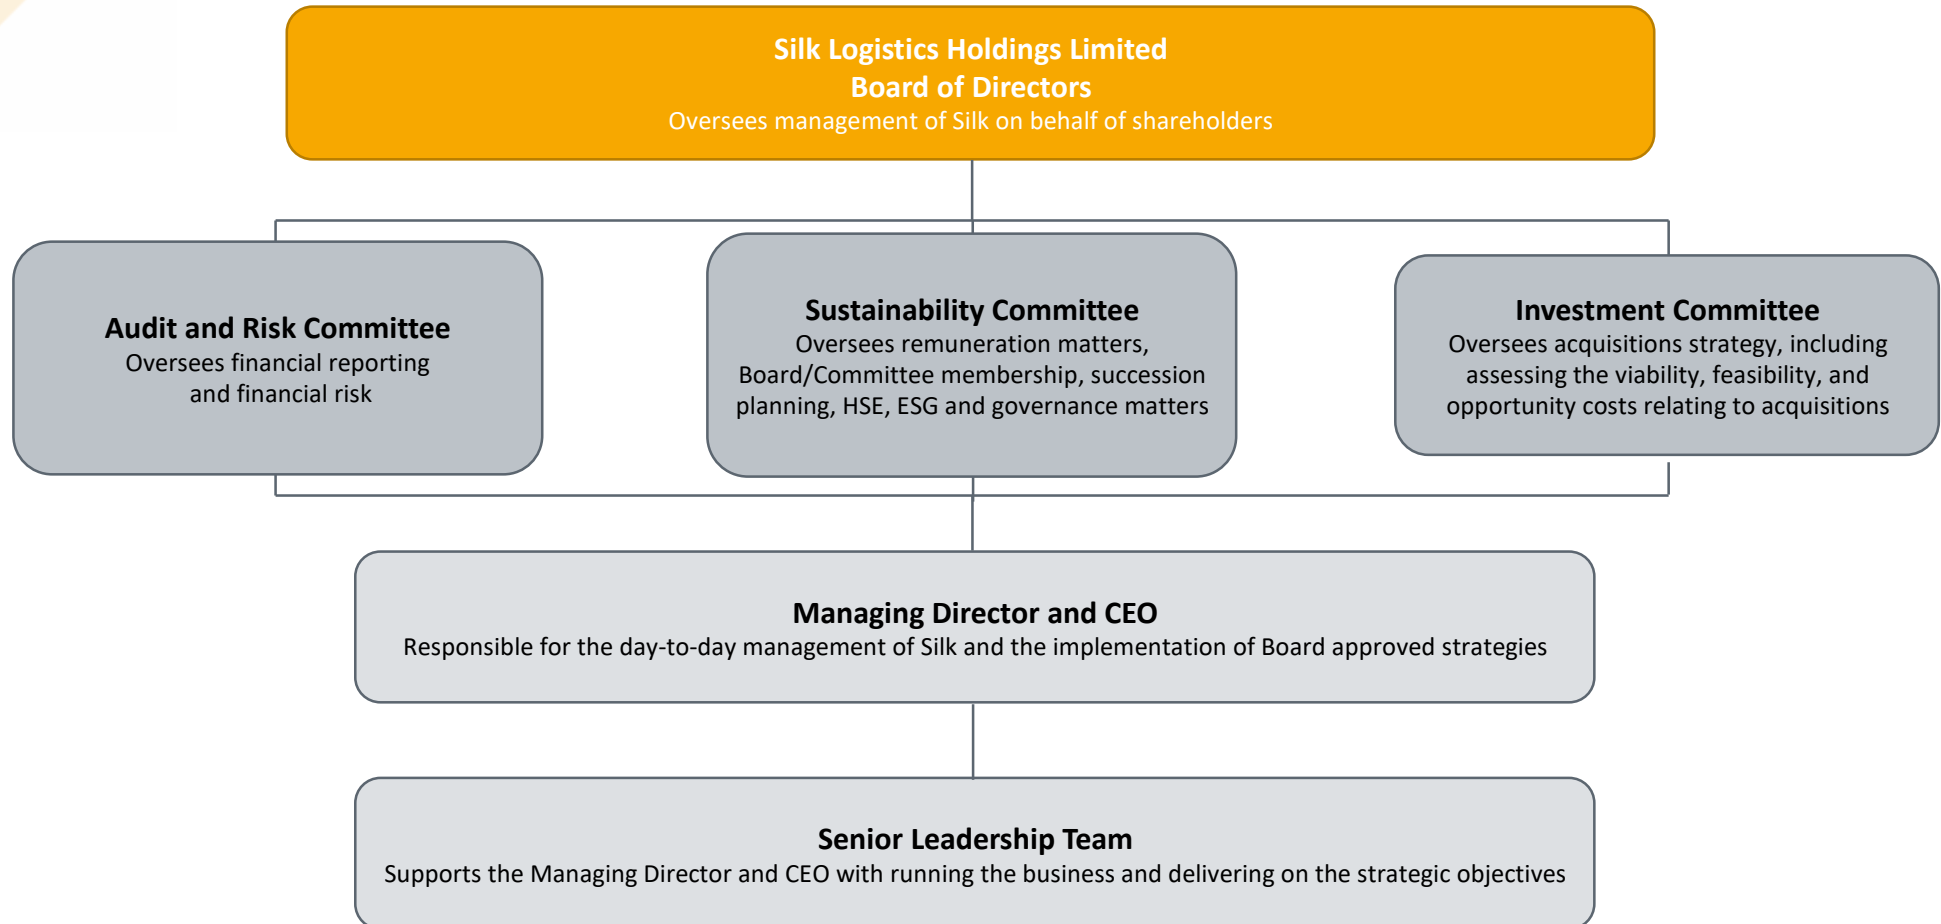 Silk Logistics Holdings Limited
Board of Directors
Oversees management of Silk on behalf of shareholders
Audit and Risk Committee
Oversees financial reporting
and financial risk
Sustainability Committee
Oversees remuneration matters,
Board/Committee membership, succession
planning, HSE, ESG and governance matters
Investment Committee
Oversees acquisitions strategy, including
assessing the viability, feasibility, and
opportunity costs relating to acquisitions
Managing Director and CEO
Responsible for the day-to-day management of Silk and the implementation of Board approved strategies
Senior Leadership Team
Supports the Managing Director and CEO with running the business and delivering on the strategic objectives